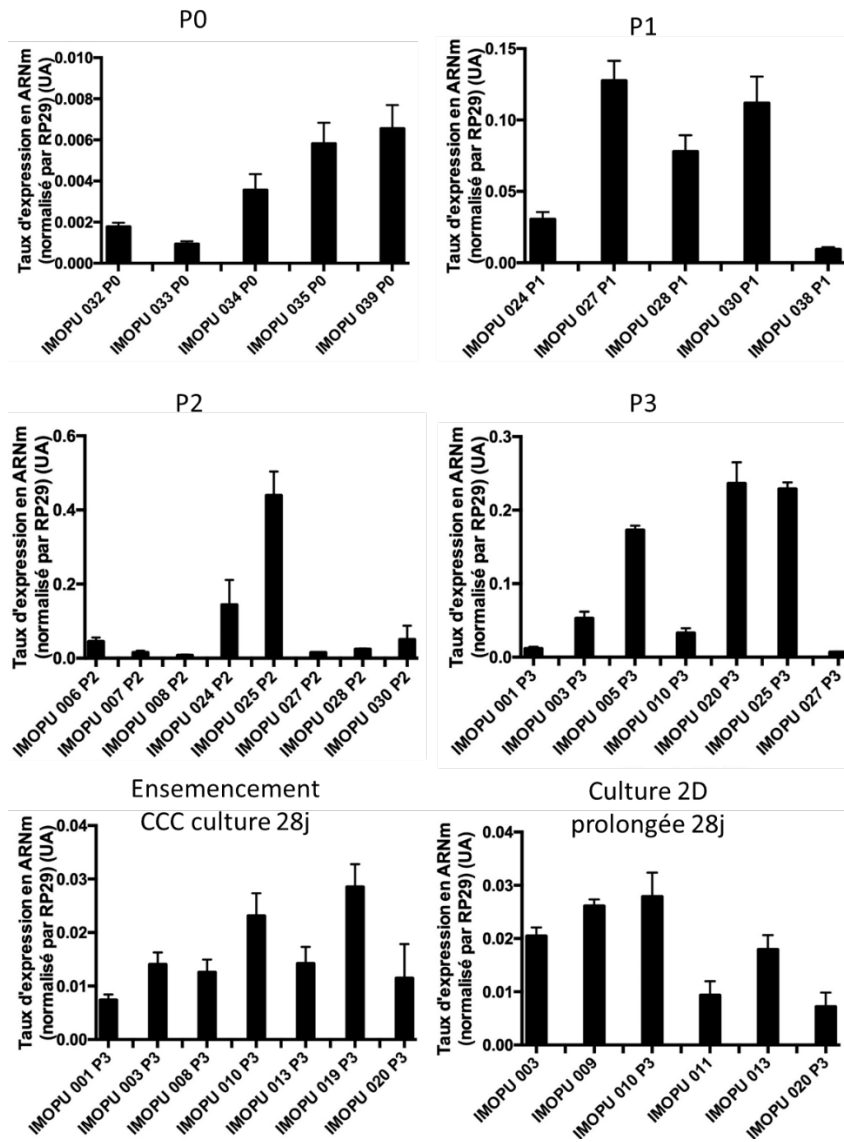 P0
Taux d'expression en ARNm
(normalisé par RP29) (UA)
0.010
0.008
0.006
0.004
0.002
0.000
IMOPU 032 P0
IMOPU 033 P0
IMOPU 034 P0
IMOPU 035 P0
IMOPU 039 P0
P1
Taux d'expression en ARNm
(normalisé par RP29) (UA)
0.15
0.10
0.05
0.00
IMOPU 024 P1
IMOPU 027 P1
IMOPU 028 P1
IMOPU 030 P1
IMOPU 038 P1
P2
Taux d'expression en ARNm
(normalisé par RP29) (UA)
0.6
0.4
0.2
0.0
IMOPU 006 P2
IMOPU 007 P2
IMOPU 008 P2
IMOPU 024 P2
IMOPU 025 P2
IMOPU 027 P2
IMOPU 028 P2
IMOPU 030 P2
P3
Taux d'expression en ARNm
(normalisé par RP29) (UA)
0.3
0.2
0.1
0.0
IMOPU 001 P3
IMOPU 003 P3
IMOPU 005 P3
IMOPU 010 P3
IMOPU 020 P3
IMOPU 025 P3
IMOPU 027 P3
Ensemencement
CCC culture 28j
Taux d'expression en ARNm
(normalisé par RP29) (UA)
0.04
0.03
0.02
0.01
0.00
IMOPU 001 P3
IMOPU 003 P3
IMOPU 008 P3
IMOPU 010 P3
IMOPU 013 P3
IMOPU 019 P3
IMOPU 020 P3
Culture 2D
prolongée 28j
Taux d'expression en ARNm
(normalisé par RP29) (UA)
0.04
0.03
0.02
0.01
0.00
IMOPU 003
IMOPU 009
IMOPU 010 P3
IMOPU 011
IMOPU 013
IMOPU 020 P3